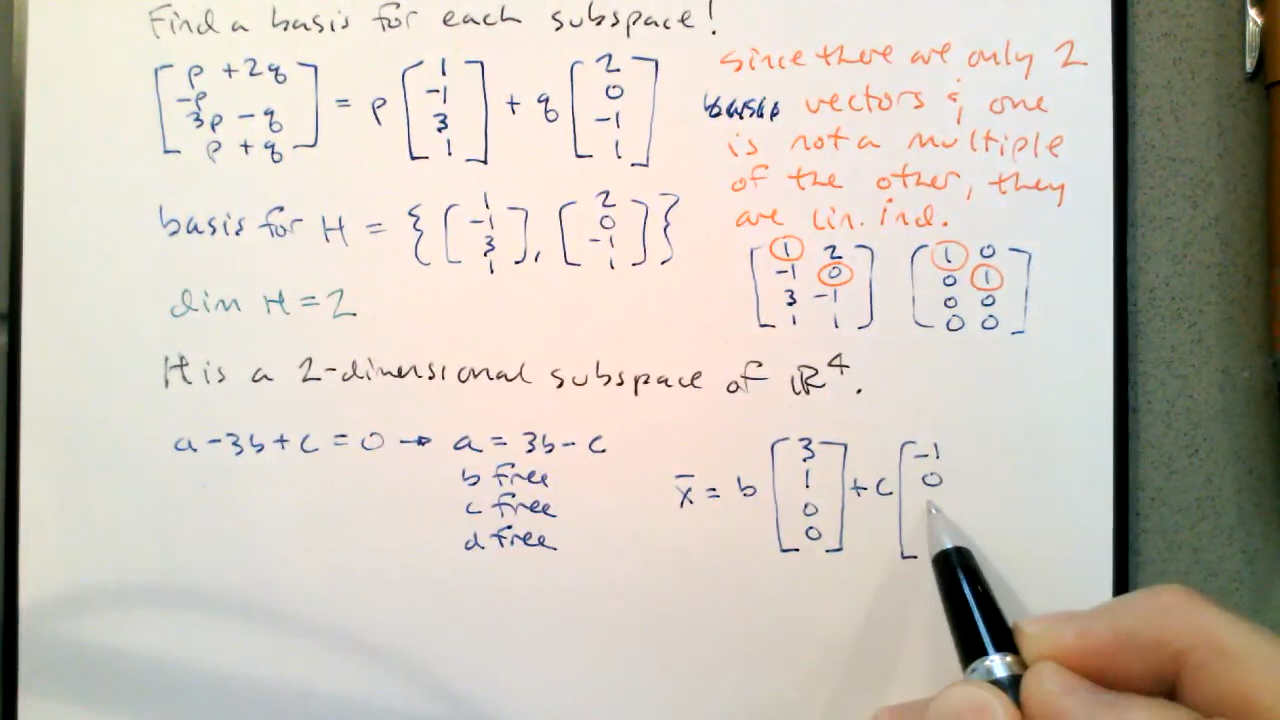 Find a basis for each subspace!
[p + 2q; -p; 3p - q; p + q] = p [1; -1; 3; 1] + q [2; 0; -1; 1]
since there are only 2
basis vectors & one
is not a multiple
of the other, they
are lin. ind.
basis for H = { [1; -1; 3; 1], [2; 0; -1; 1] }
[1 2; -1 0; 3 -1; 1 1] [1 0; 0 1; 0 0; 0 0]
dim H = 2
H is a 2-dimensional subspace of ℝ⁴.
a - 3b + c = 0 → a = 3b - c
b free
c free
d free
x̄ = b [3; 1; 0; 0] + c [-1; 0